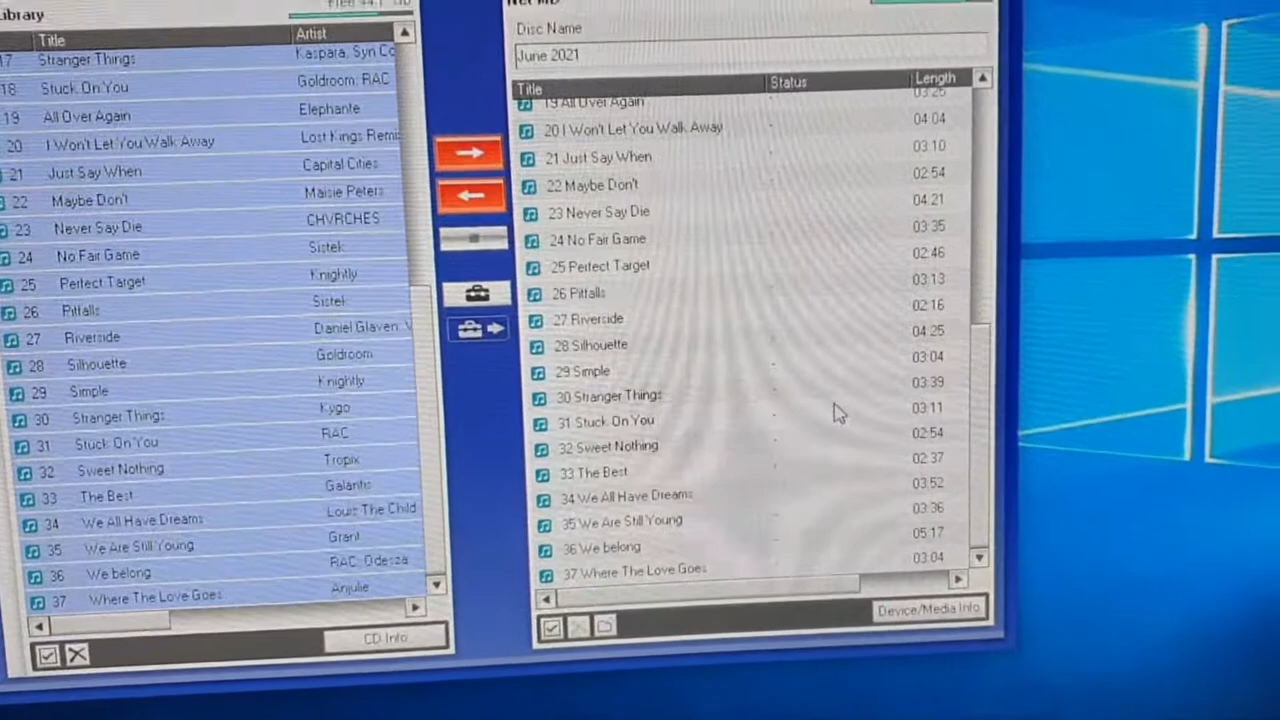 Library
Title Artist
17 Stranger Things Kaspara, Syn Co
18 Stuck On You Goldroom, RAC
19 All Over Again Elephante
20 I Won't Let You Walk Away Lost Kings Remi
21 Just Say When Capital Cities
22 Maybe Don't Maisie Peters
23 Never Say Die CHVRCHES
24 No Fair Game Sistek
25 Perfect Target Knightly
26 Pitfalls Sistek
27 Riverside Daniel Glaven, V
28 Silhouette Goldroom
29 Simple Knightly
30 Stranger Things Kygo
31 Stuck On You RAC
32 Sweet Nothing Tropix
33 The Best Galantis
34 We All Have Dreams Louis The Child
35 We Are Still Young Grant
36 We belong RAC, Odesza
37 Where The Love Goes Anjulie
CD Info
Net MD
Disc Name
June 2021
Title Status Length
19 All Over Again 03:25
20 I Won't Let You Walk Away 04:04
21 Just Say When 03:10
22 Maybe Don't 02:54
23 Never Say Die 04:21
24 No Fair Game 03:35
25 Perfect Target 02:46
26 Pitfalls 03:13
27 Riverside 02:16
28 Silhouette 04:25
29 Simple 03:04
30 Stranger Things 03:39
31 Stuck On You 03:11
32 Sweet Nothing 02:54
33 The Best 02:37
34 We All Have Dreams 03:52
35 We Are Still Young 03:36
36 We belong 05:17
37 Where The Love Goes 03:04
Device/Media Info